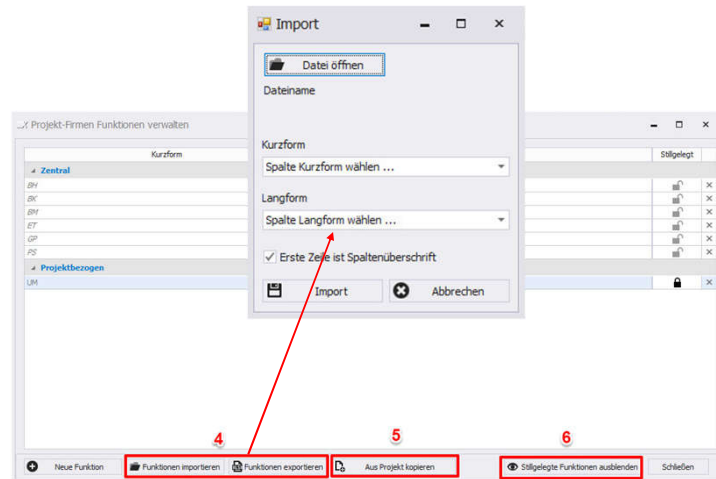 Import
Datei öffnen
Dateiname
Kurzform
Spalte Kurzform wählen ...
Langform
Spalte Langform wählen ...
Erste Zeile ist Spaltenüberschrift
Import Abbrechen
Projekt-Firmen Funktionen verwalten
Kurzform Stillgelegt
Zentral
BH
BK
BM
ET
GP
PS
Projektbezogen
UM
4 5 6
Neue Funktion Funktionen importieren Funktionen exportieren Aus Projekt kopieren Stillgelegte Funktionen ausblenden Schließen